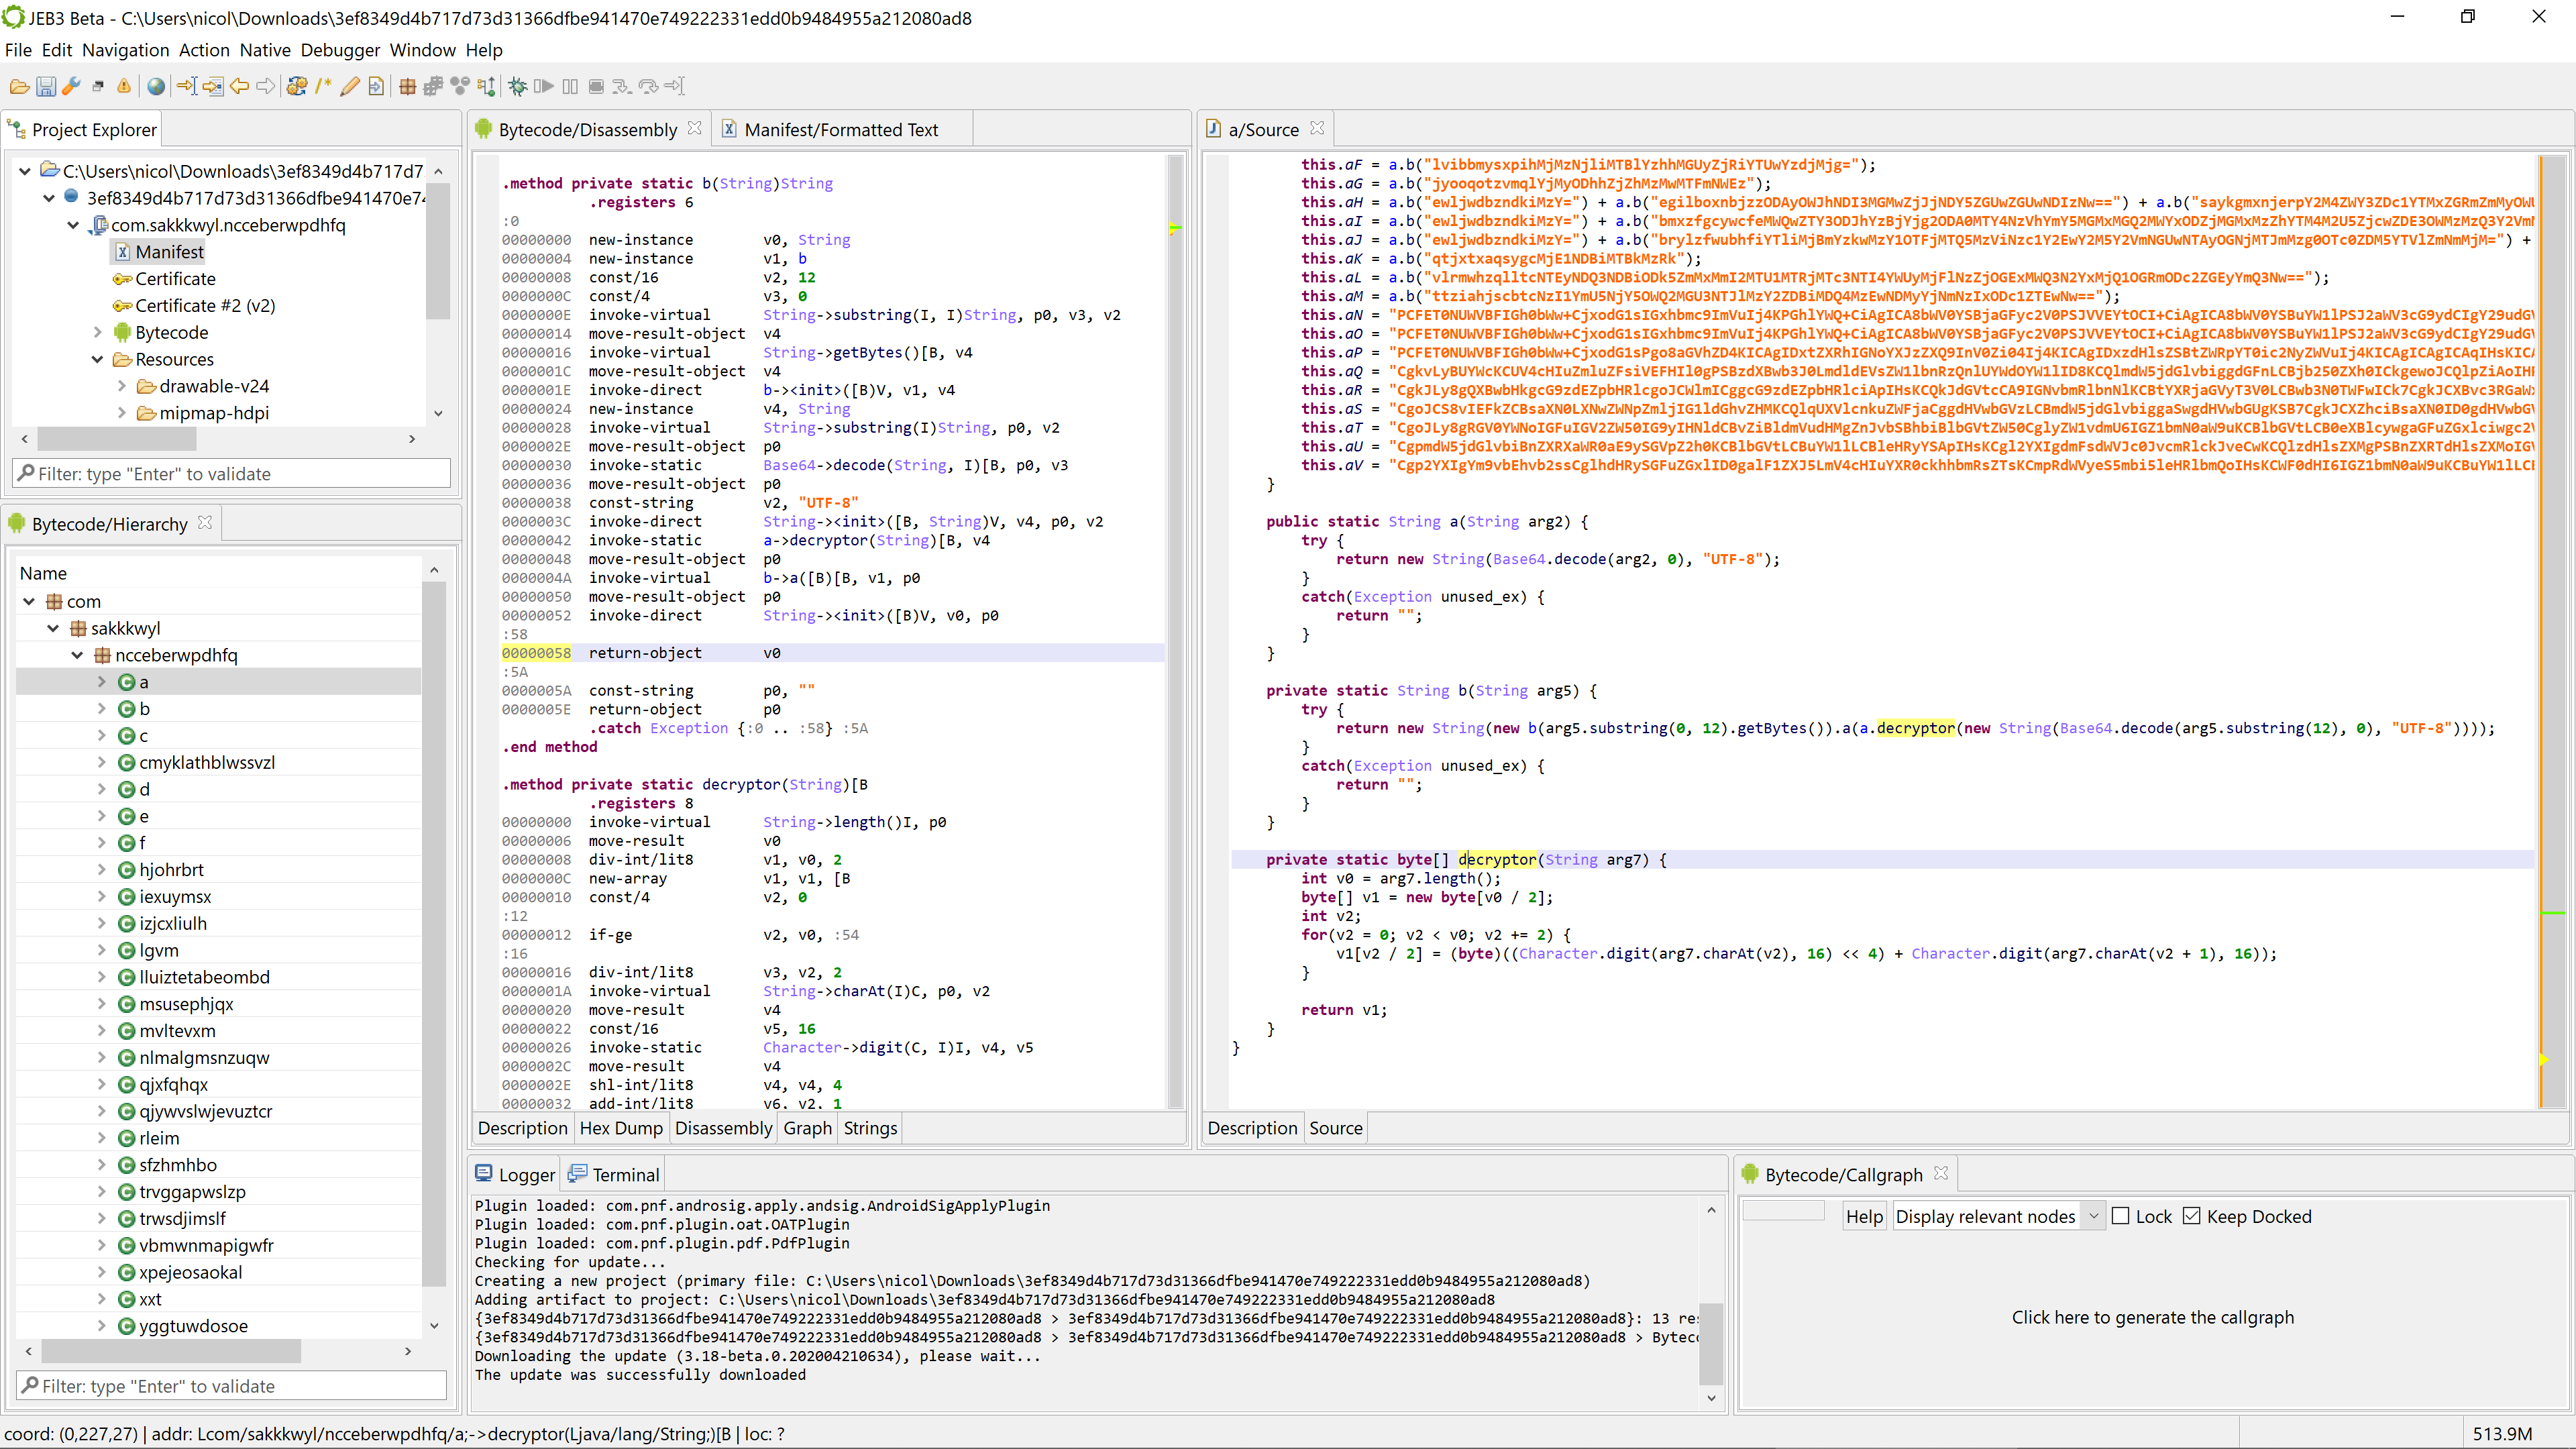 JEB3 Beta - C:\Users\nicol\Downloads\3ef8349d4b717d73d31366dfbe941470e749222331edd0b9484955a212080ad8
File Edit Navigation Action Native Debugger Window Help
Project Explorer
C:\Users\nicol\Downloads\3ef8349d4b717d7
3ef8349d4b717d73d31366dfbe941470e74
com.sakkkwyl.ncceberwpdhfq
Manifest
Certificate
Certificate #2 (v2)
Bytecode
Resources
drawable-v24
mipmap-hdpi
Filter: type "Enter" to validate
Bytecode/Hierarchy
Name
com
sakkkwyl
ncceberwpdhfq
a
b
c
cmyklathblwssvzl
d
e
f
hjohrbrt
iexuymsx
izjcxliulh
lgvm
lluiztetabeombd
msusephjqx
mvltevxm
nlmalgmsnzuqw
qjxfqhqx
qjywvslwjevuztcr
rleim
sfzhmhbo
trvggapwslzp
trwsdjimslf
vbmwnmapigwfr
xpejeosaokal
xxt
yggtuwdosoe
Filter: type "Enter" to validate
Bytecode/Disassembly
Manifest/Formatted Text
.method private static b(String)String
.registers 6
:0
00000000 new-instance v0, String
00000004 new-instance v1, b
00000008 const/16 v2, 12
0000000C const/4 v3, 0
0000000E invoke-virtual String->substring(I, I)String, p0, v3, v2
00000014 move-result-object v4
00000016 invoke-virtual String->getBytes()[B, v4
0000001C move-result-object v4
0000001E invoke-direct b-><init>([B)V, v1, v4
00000024 new-instance v4, String
00000028 invoke-virtual String->substring(I)String, p0, v2
0000002E move-result-object p0
00000030 invoke-static Base64->decode(String, I)[B, p0, v3
00000036 move-result-object p0
00000038 const-string v2, "UTF-8"
0000003C invoke-direct String-><init>([B, String)V, v4, p0, v2
00000042 invoke-static a->decryptor(String)[B, v4
00000048 move-result-object p0
0000004A invoke-virtual b->a([B)[B, v1, p0
00000050 move-result-object p0
00000052 invoke-direct String-><init>([B)V, v0, p0
:58
00000058 return-object v0
:5A
0000005A const-string p0, ""
0000005E return-object p0
.catch Exception {:0 .. :58} :5A
.end method
.method private static decryptor(String)[B
.registers 8
00000000 invoke-virtual String->length()I, p0
00000006 move-result v0
00000008 div-int/lit8 v1, v0, 2
0000000C new-array v1, v1, [B
00000010 const/4 v2, 0
:12
00000012 if-ge v2, v0, :54
:16
00000016 div-int/lit8 v3, v2, 2
0000001A invoke-virtual String->charAt(I)C, p0, v2
00000020 move-result v4
00000022 const/16 v5, 16
00000026 invoke-static Character->digit(C, I)I, v4, v5
0000002C move-result v4
0000002E shl-int/lit8 v4, v4, 4
00000032 add-int/lit8 v6, v2, 1
Description Hex Dump Disassembly Graph Strings
a/Source
this.aF = a.b("lvibbmysxpihMjMzNjliMTBlYzhhMGUyZjRiYTUwYzdjMjg=");
this.aG = a.b("jyooqotzvmqlYjMyODhhZjZhMzMwMTFmNWEz");
this.aH = a.b("ewljwdbzndkiMzY=") + a.b("egilboxnbjzzODAyOWJhNDI3MGMwZjJjNDY5ZGUwZGUwNDIzNw==") + a.b("saykgmxnjerpY2M4ZWY3ZDc1YTMxZGRmZmMyOWU
this.aI = a.b("ewljwdbzndkiMzY=") +
this.aJ = a.b("ewljwdbzndkiMzY=") +
this.aK = a.b("qtjxtxaqsygcMjE1NDBiMTBkMzRk");
this.aL =
this.aM =
this.aN =
this.aO =
this.aP =
this.aQ =
this.aR =
this.aS =
this.aT =
this.aU =
this.aV =
}
public static String a(String arg2) {
try {
return new String(Base64.decode(arg2, 0), "UTF-8");
}
catch(Exception unused_ex) {
return "";
}
}
private static String b(String arg5) {
try {
return new String(new b(arg5.substring(0, 12).getBytes()).a(a.decryptor(new String(Base64.decode(arg5.substring(12), 0), "UTF-8"))));
}
catch(Exception unused_ex) {
return "";
}
}
private static byte[] decryptor(String arg7) {
int v0 = arg7.length();
byte[] v1 = new byte[v0 / 2];
int v2;
for(v2 = 0; v2 < v0; v2 += 2) {
v1[v2 / 2] = (byte)((Character.digit(arg7.charAt(v2), 16) << 4) + Character.digit(arg7.charAt(v2 + 1), 16));
}
return v1;
}
}
Description Source
Logger Terminal
Plugin loaded: com.pnf.androsig.apply.andsig.AndroidSigApplyPlugin
Plugin loaded: com.pnf.plugin.oat.OATPlugin
Plugin loaded: com.pnf.plugin.pdf.PdfPlugin
Checking for update...
Creating a new project (primary file: C:\Users\nicol\Downloads\3ef8349d4b717d73d31366dfbe941470e749222331edd0b9484955a212080ad8)
Adding artifact to project: C:\Users\nicol\Downloads\3ef8349d4b717d73d31366dfbe941470e749222331edd0b9484955a212080ad8
{3ef8349d4b717d73d31366dfbe941470e749222331edd0b9484955a212080ad8 > 3ef8349d4b717d73d31366dfbe941470e749222331edd0b9484955a212080ad8}: 13 re
{3ef8349d4b717d73d31366dfbe941470e749222331edd0b9484955a212080ad8 > 3ef8349d4b717d73d31366dfbe941470e749222331edd0b9484955a212080ad8 > Bytec
Downloading the update (3.18-beta.0.202004210634), please wait...
The update was successfully downloaded
Bytecode/Callgraph
Help Display relevant nodes Lock Keep Docked
Click here to generate the callgraph
coord: (0,227,27) | addr: Lcom/sakkkwyl/ncceberwpdhfq/a;->decryptor(Ljava/lang/String;)[B | loc: ?
513.9M